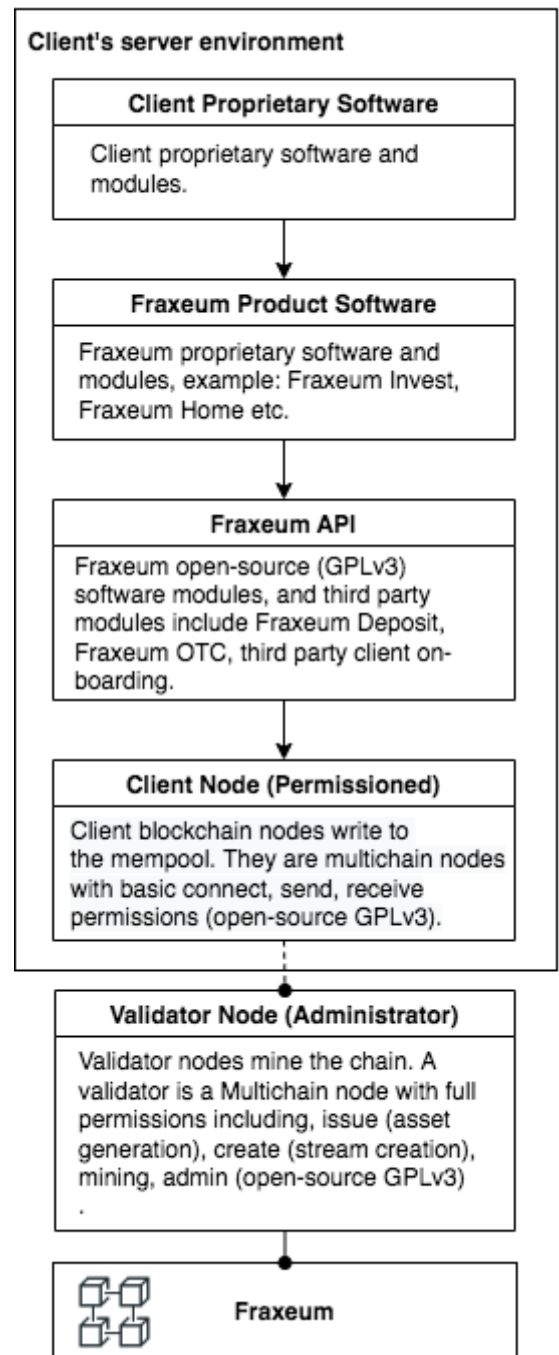 Client's server environment
Client Proprietary Software
Client proprietary software and
modules.
Fraxeum Product Software
Fraxeum proprietary software and
modules, example: Fraxeum Invest,
Fraxeum Home etc.
Fraxeum API
Fraxeum open-source (GPLv3)
software modules, and third party
modules include Fraxeum Deposit,
Fraxeum OTC, third party client on-
boarding.
Client Node (Permissioned)
Client blockchain nodes write to
the mempool. They are multichain nodes
with basic connect, send, receive
permissions (open-source GPLv3).
Validator Node (Administrator)
Validator nodes mine the chain. A
validator is a Multichain node with full
permissions including, issue (asset
generation), create (stream creation),
mining, admin (open-source GPLv3)
.
Fraxeum